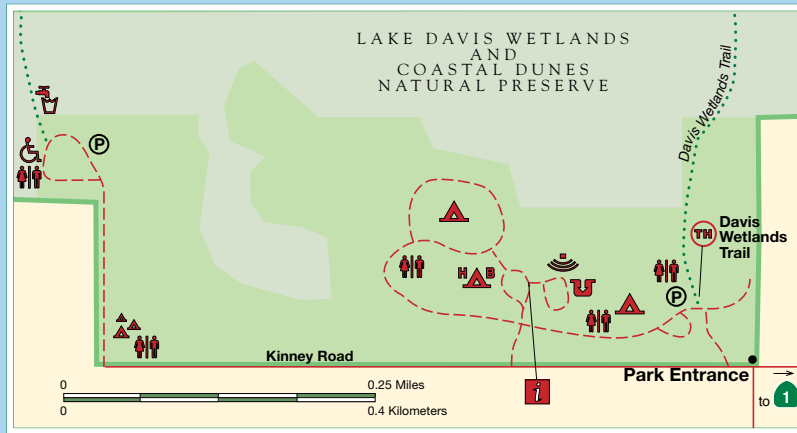 LAKE DAVIS WETLANDS
AND
COASTAL DUNES
NATURAL PRESERVE
Davis Wetlands Trail
P
TH
Davis
Wetlands
Trail
H B
P
i
Kinney Road
Park Entrance
to 1
0 0.25 Miles
0 0.4 Kilometers